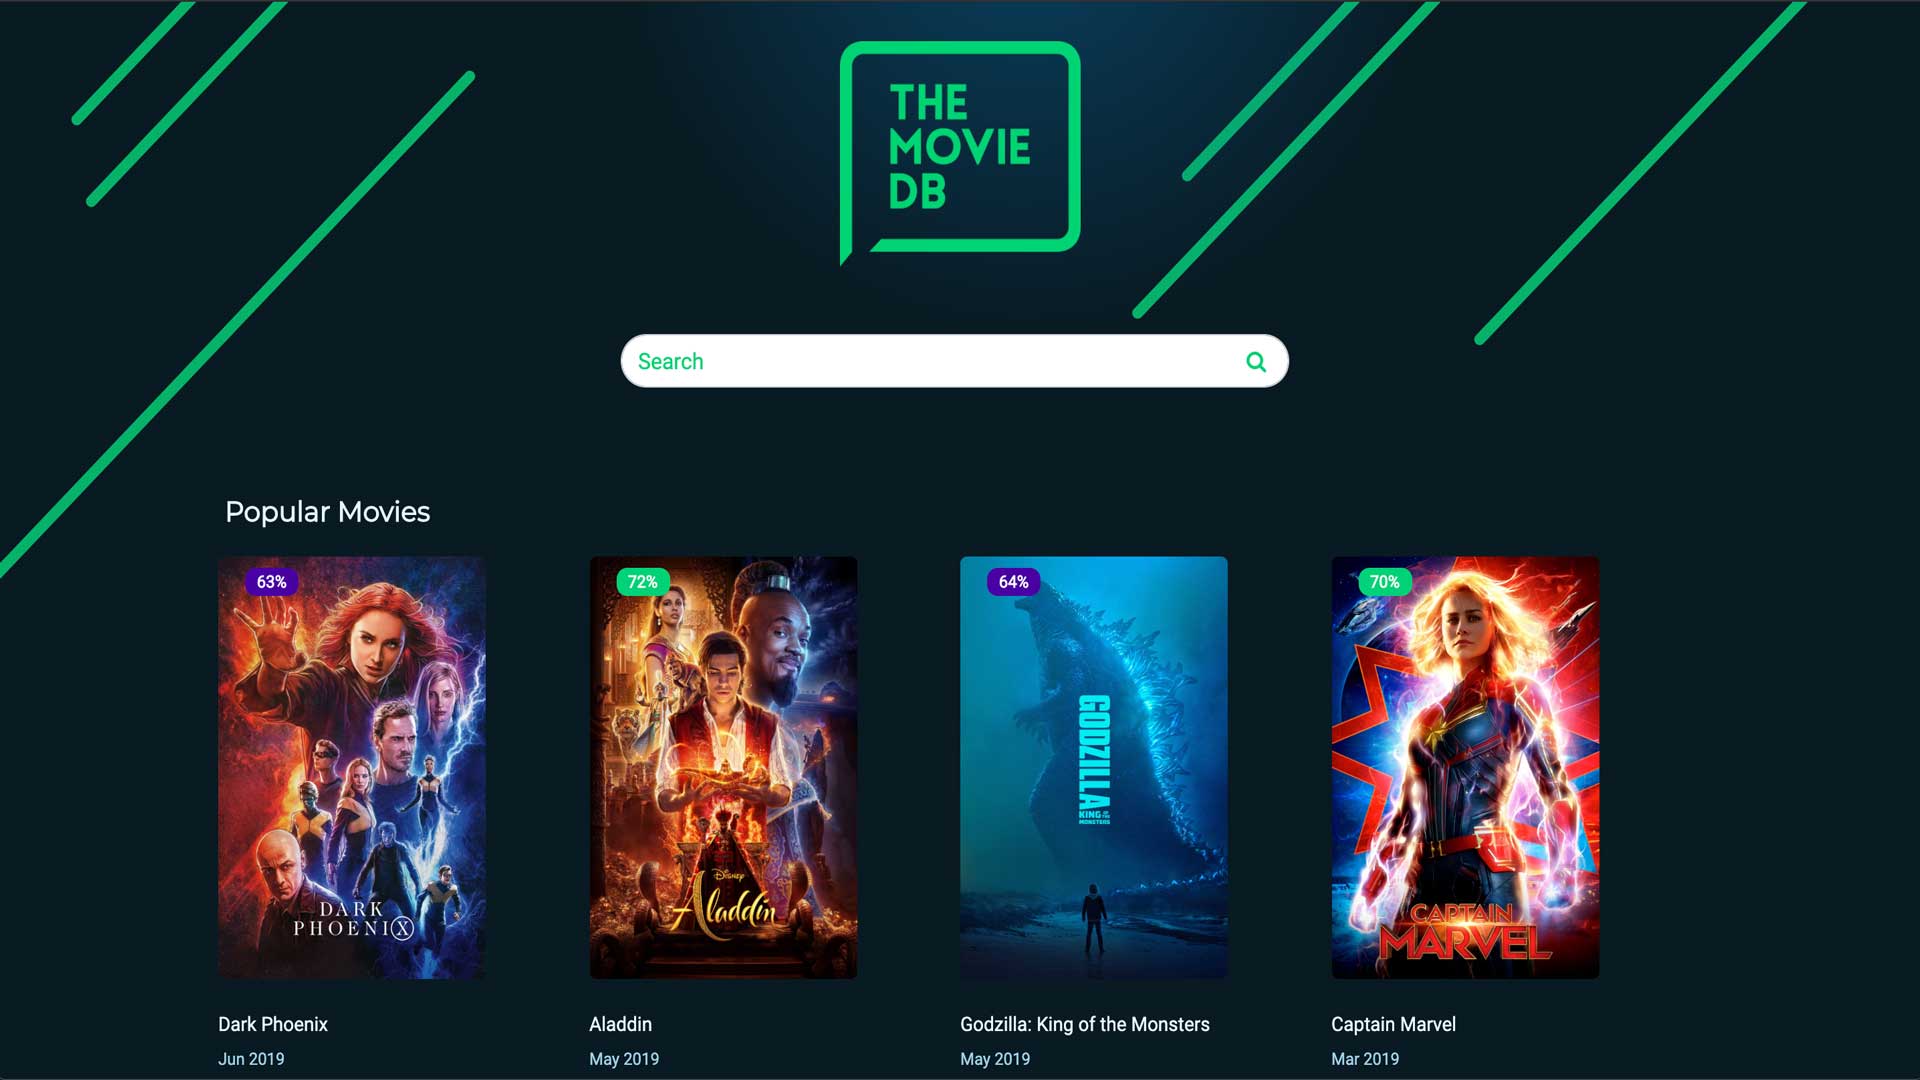 THE
MOVIE
DB
Search
Popular Movies
63%
72%
64%
70%
DARK
PHOENIX
DISNEY
Aladdin
GODZILLA
KING OF THE
MONSTERS
CAPTAIN
MARVEL
Dark Phoenix
Aladdin
Godzilla: King of the Monsters
Captain Marvel
Jun 2019
May 2019
May 2019
Mar 2019